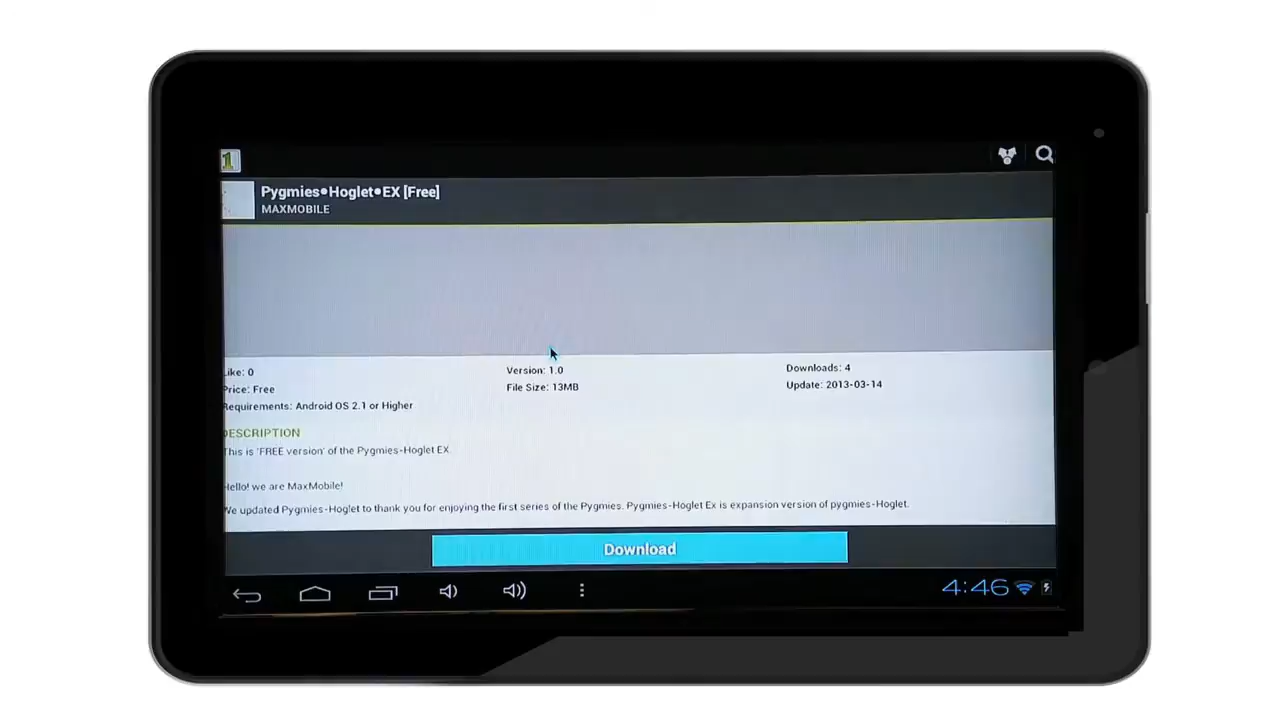 1
Pygmies•Hoglet•EX [Free]
MAXMOBILE
Like: 0
Version: 1.0
Downloads: 4
Price: Free
File Size: 13MB
Update: 2013-03-14
Requirements: Android OS 2.1 or Higher
DESCRIPTION
This is 'FREE version' of the Pygmies-Hoglet EX.
Hello! we are MaxMobile!
We updated Pygmies-Hoglet to thank you for enjoying the first series of the Pygmies. Pygmies-Hoglet Ex is expansion version of pygmies-Hoglet.
Download
4:46